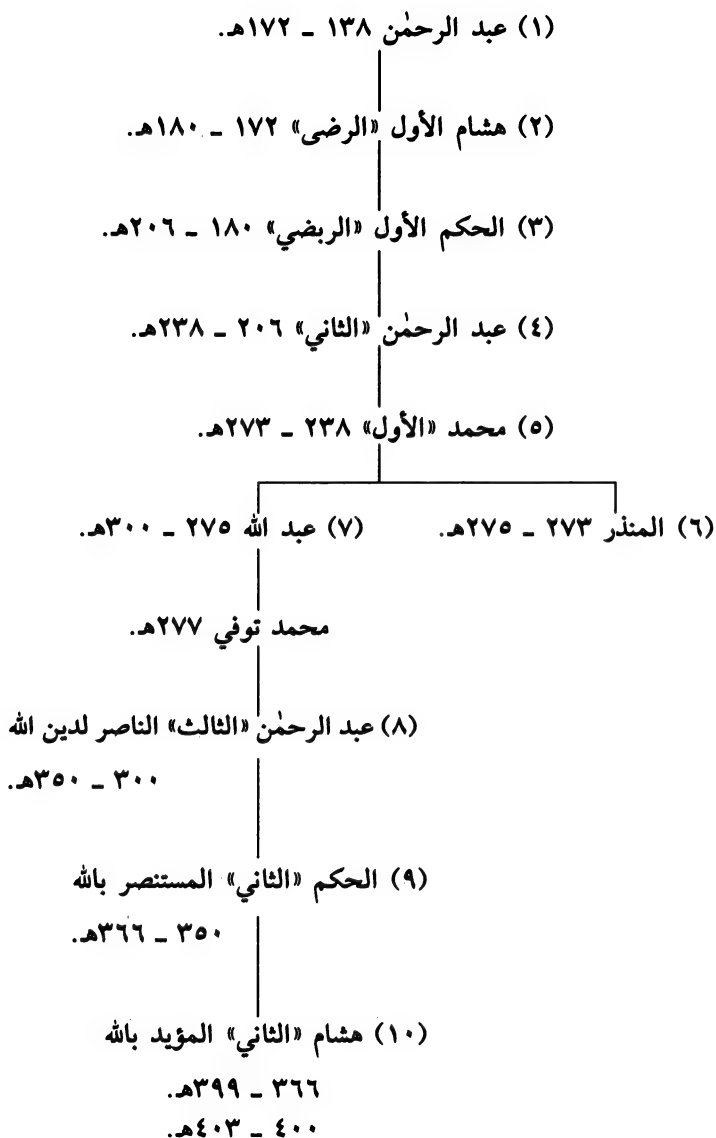 (١) عبد الرحمٰن ١٣٨ - ١٧٢هـ.
(٢) هشام الأول «الرضى» ١٧٢ - ١٨٠هـ.
(٣) الحكم الأول «الربضي» ١٨٠ - ٢٠٦هـ.
(٤) عبد الرحمٰن «الثاني» ٢٠٦ - ٢٣٨هـ.
(٥) محمد «الأول» ٢٣٨ - ٢٧٣هـ.
(٦) المنذر ٢٧٣ - ٢٧٥هـ. (٧) عبد الله ٢٧٥ - ٣٠٠هـ.
محمد توفي ٢٧٧هـ.
(٨) عبد الرحمٰن «الثالث» الناصر لدين الله
٣٠٠ - ٣٥٠هـ.
(٩) الحكم «الثاني» المستنصر بالله
٣٥٠ - ٣٦٦هـ.
(١٠) هشام «الثاني» المؤيد بالله
٣٦٦ - ٣٩٩هـ.
٤٠٠ - ٤٠٣هـ.